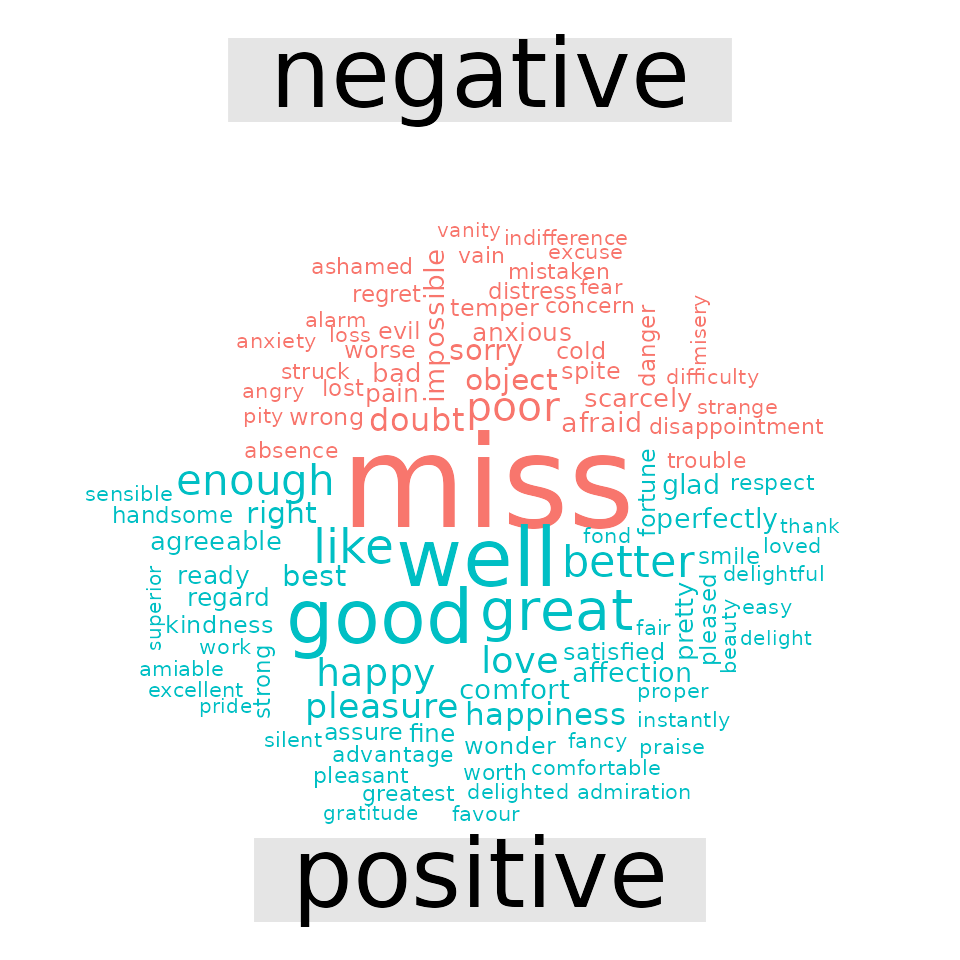 negative
vanity
indifference
vain
excuse
ashamed
mistaken
impossible
distress
fear
regret
temper
concern
alarm
anxious
misery
danger
anxiety
loss
evil
worse
sorry
cold
struck
bad
object
spite
difficulty
angry
lost
pain
poor
scarcely
strange
pity
wrong
doubt
afraid
disappointment
absence
miss
trouble
enough
fortune
glad
respect
sensible
handsome
right
perfectly
thank
agreeable
like
well
fond
better
smile
loved
ready
best
delightful
superior
regard
good
great
pretty
pleased
beauty
easy
kindness
fair
delight
work
strong
love
satisfied
amiable
happy
affection
excellent
comfort
proper
pride
pleasure
happiness
instantly
silent
assure
fine
wonder
fancy
praise
advantage
pleasant
worth
comfortable
greatest
delighted
admiration
gratitude
favour
positive